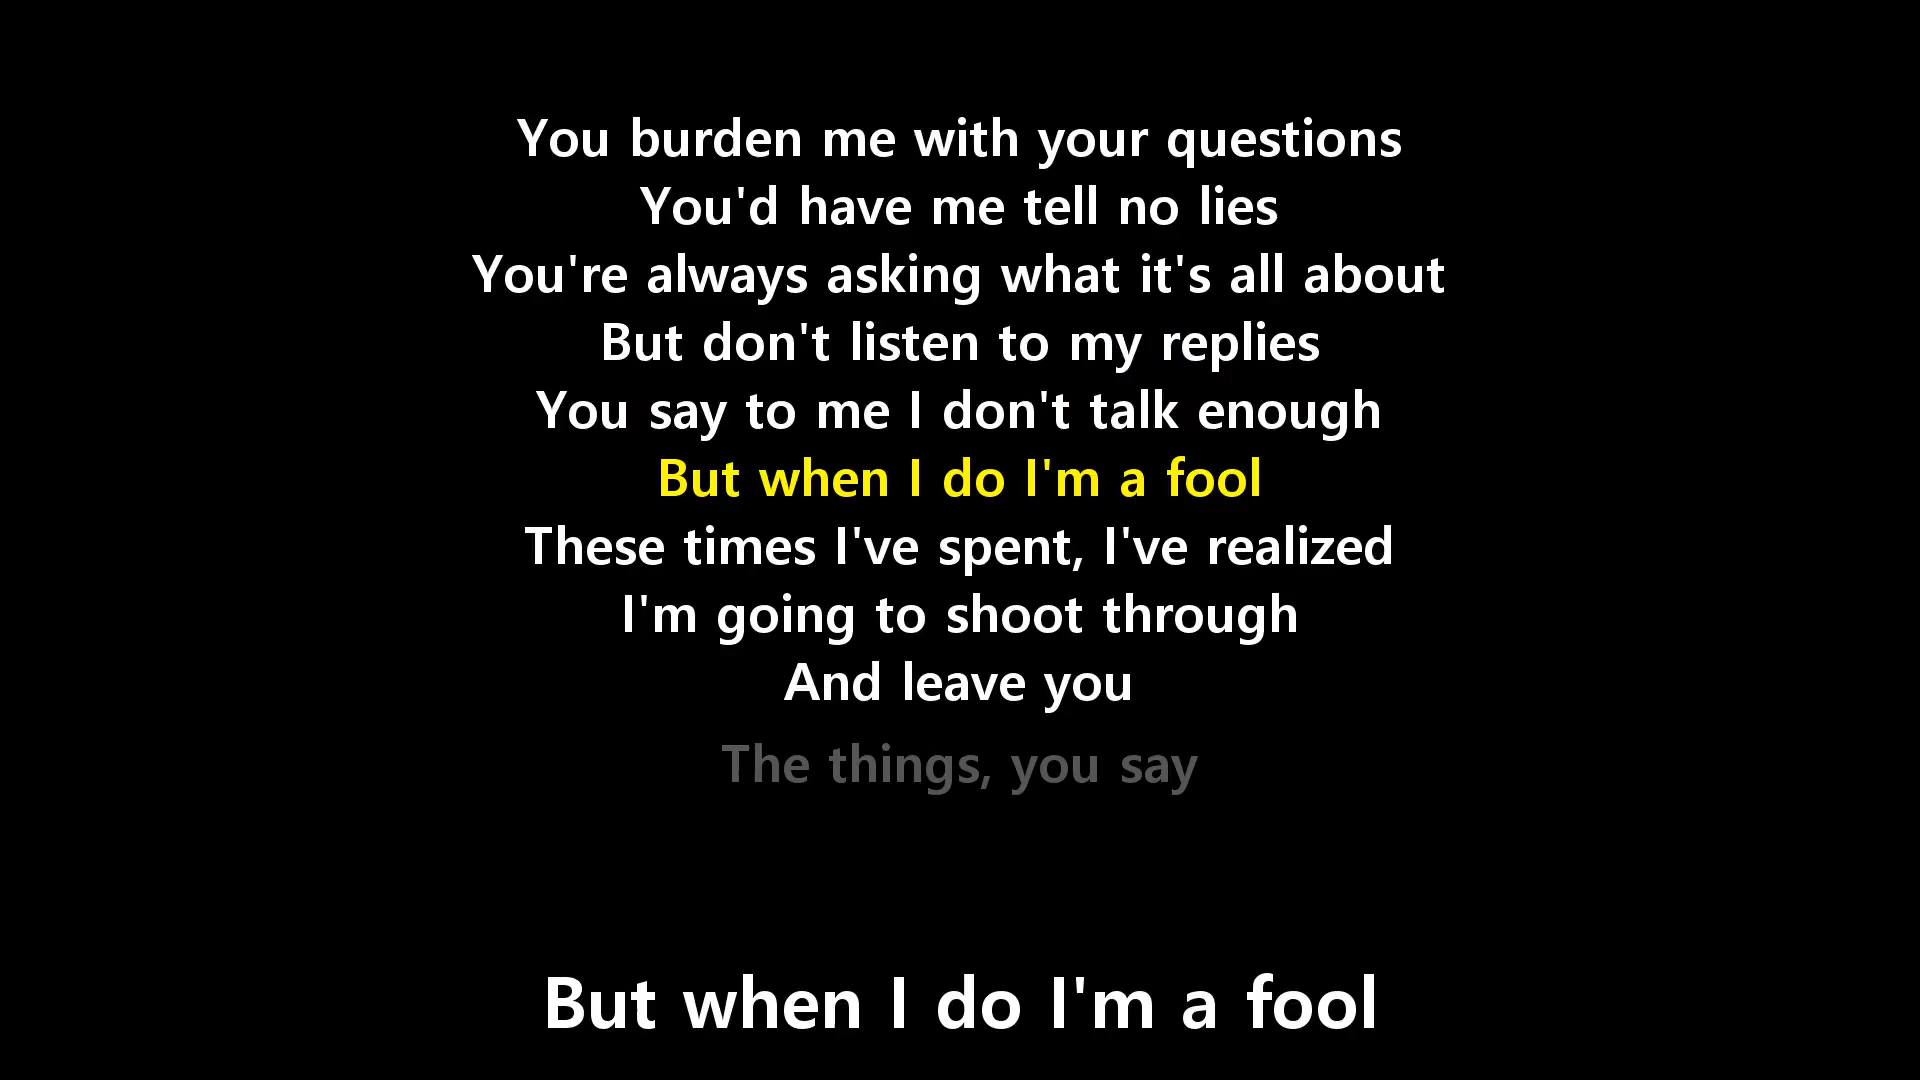 You burden me with your questions
You'd have me tell no lies
You're always asking what it's all about
But don't listen to my replies
You say to me I don't talk enough
But when I do I'm a fool
These times I've spent, I've realized
I'm going to shoot through
And leave you
The things, you say
But when I do I'm a fool